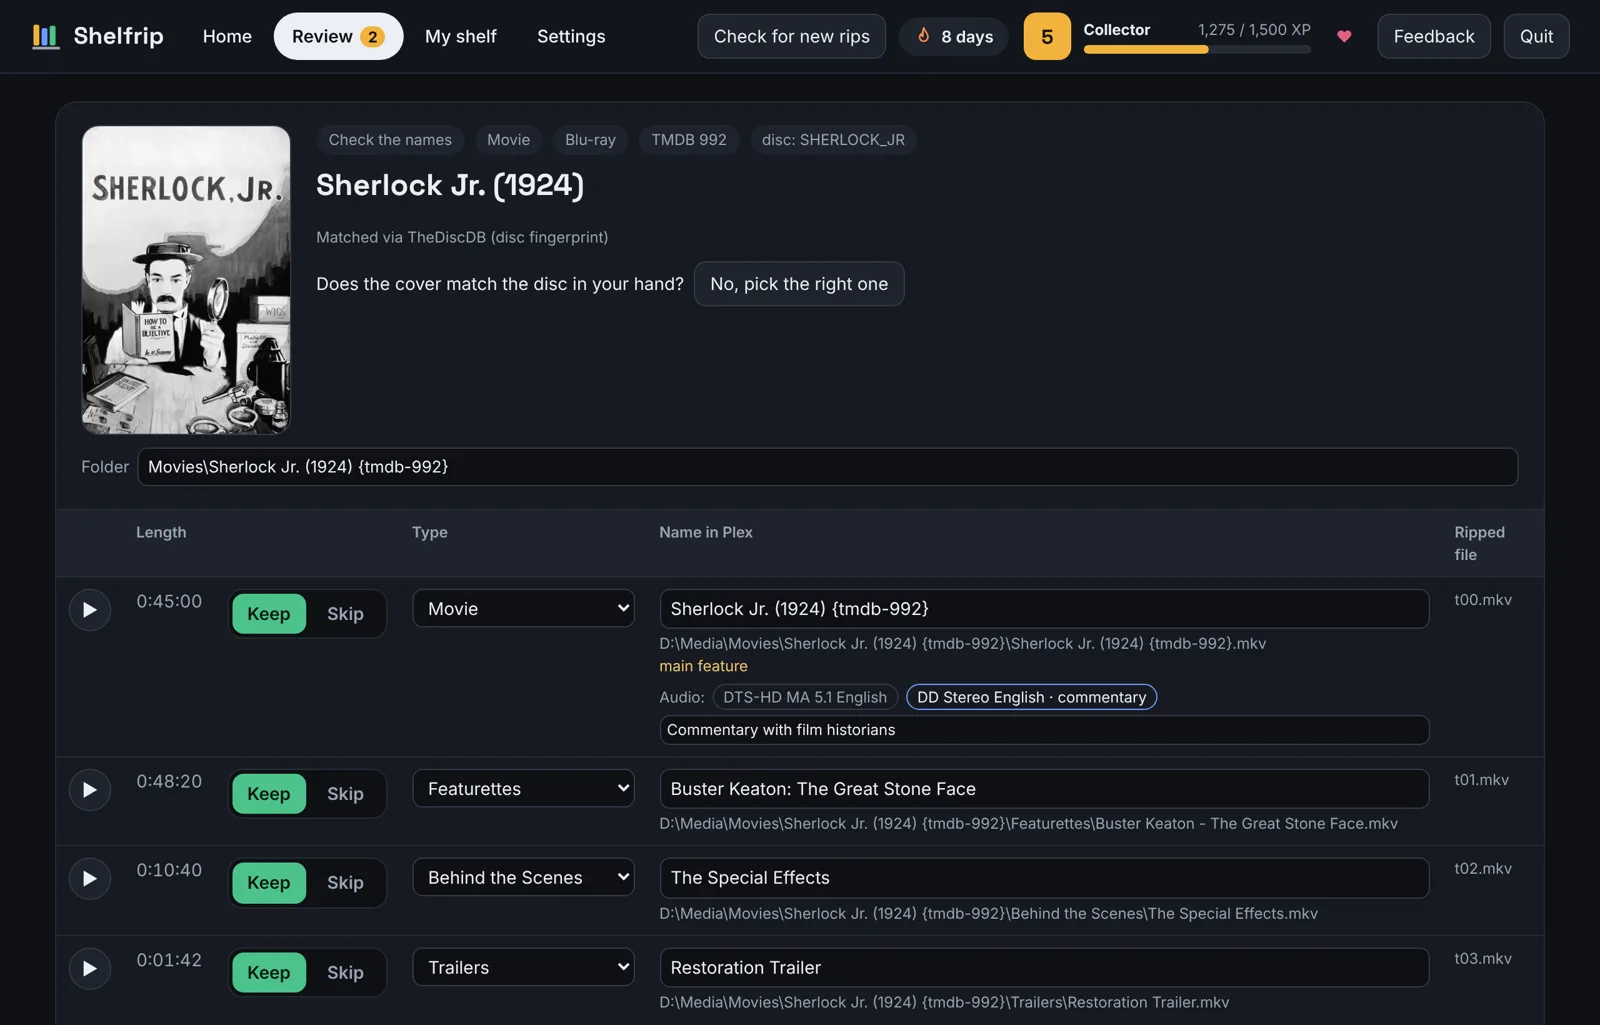 Shelfrip Home Review 2 My shelf Settings Check for new rips 8 days 5 Collector 1,275 / 1,500 XP Feedback Quit
Check the names Movie Blu-ray TMDB 992 disc: SHERLOCK_JR
Sherlock Jr. (1924)
Matched via TheDiscDB (disc fingerprint)
Does the cover match the disc in your hand? No, pick the right one
SHERLOCK, JR.
HOW TO
BE A
DETECTIVE
WIGS
Folder Movies\Sherlock Jr. (1924) {tmdb-992}
Length Type Name in Plex Ripped
file
0:45:00 Keep Skip Movie Sherlock Jr. (1924) {tmdb-992} t00.mkv
D:\Media\Movies\Sherlock Jr. (1924) {tmdb-992}\Sherlock Jr. (1924) {tmdb-992}.mkv
main feature
Audio: DTS-HD MA 5.1 English DD Stereo English · commentary
Commentary with film historians
0:48:20 Keep Skip Featurettes Buster Keaton: The Great Stone Face t01.mkv
D:\Media\Movies\Sherlock Jr. (1924) {tmdb-992}\Featurettes\Buster Keaton - The Great Stone Face.mkv
0:10:40 Keep Skip Behind the Scenes The Special Effects t02.mkv
D:\Media\Movies\Sherlock Jr. (1924) {tmdb-992}\Behind the Scenes\The Special Effects.mkv
0:01:42 Keep Skip Trailers Restoration Trailer t03.mkv
D:\Media\Movies\Sherlock Jr. (1924) {tmdb-992}\Trailers\Restoration Trailer.mkv